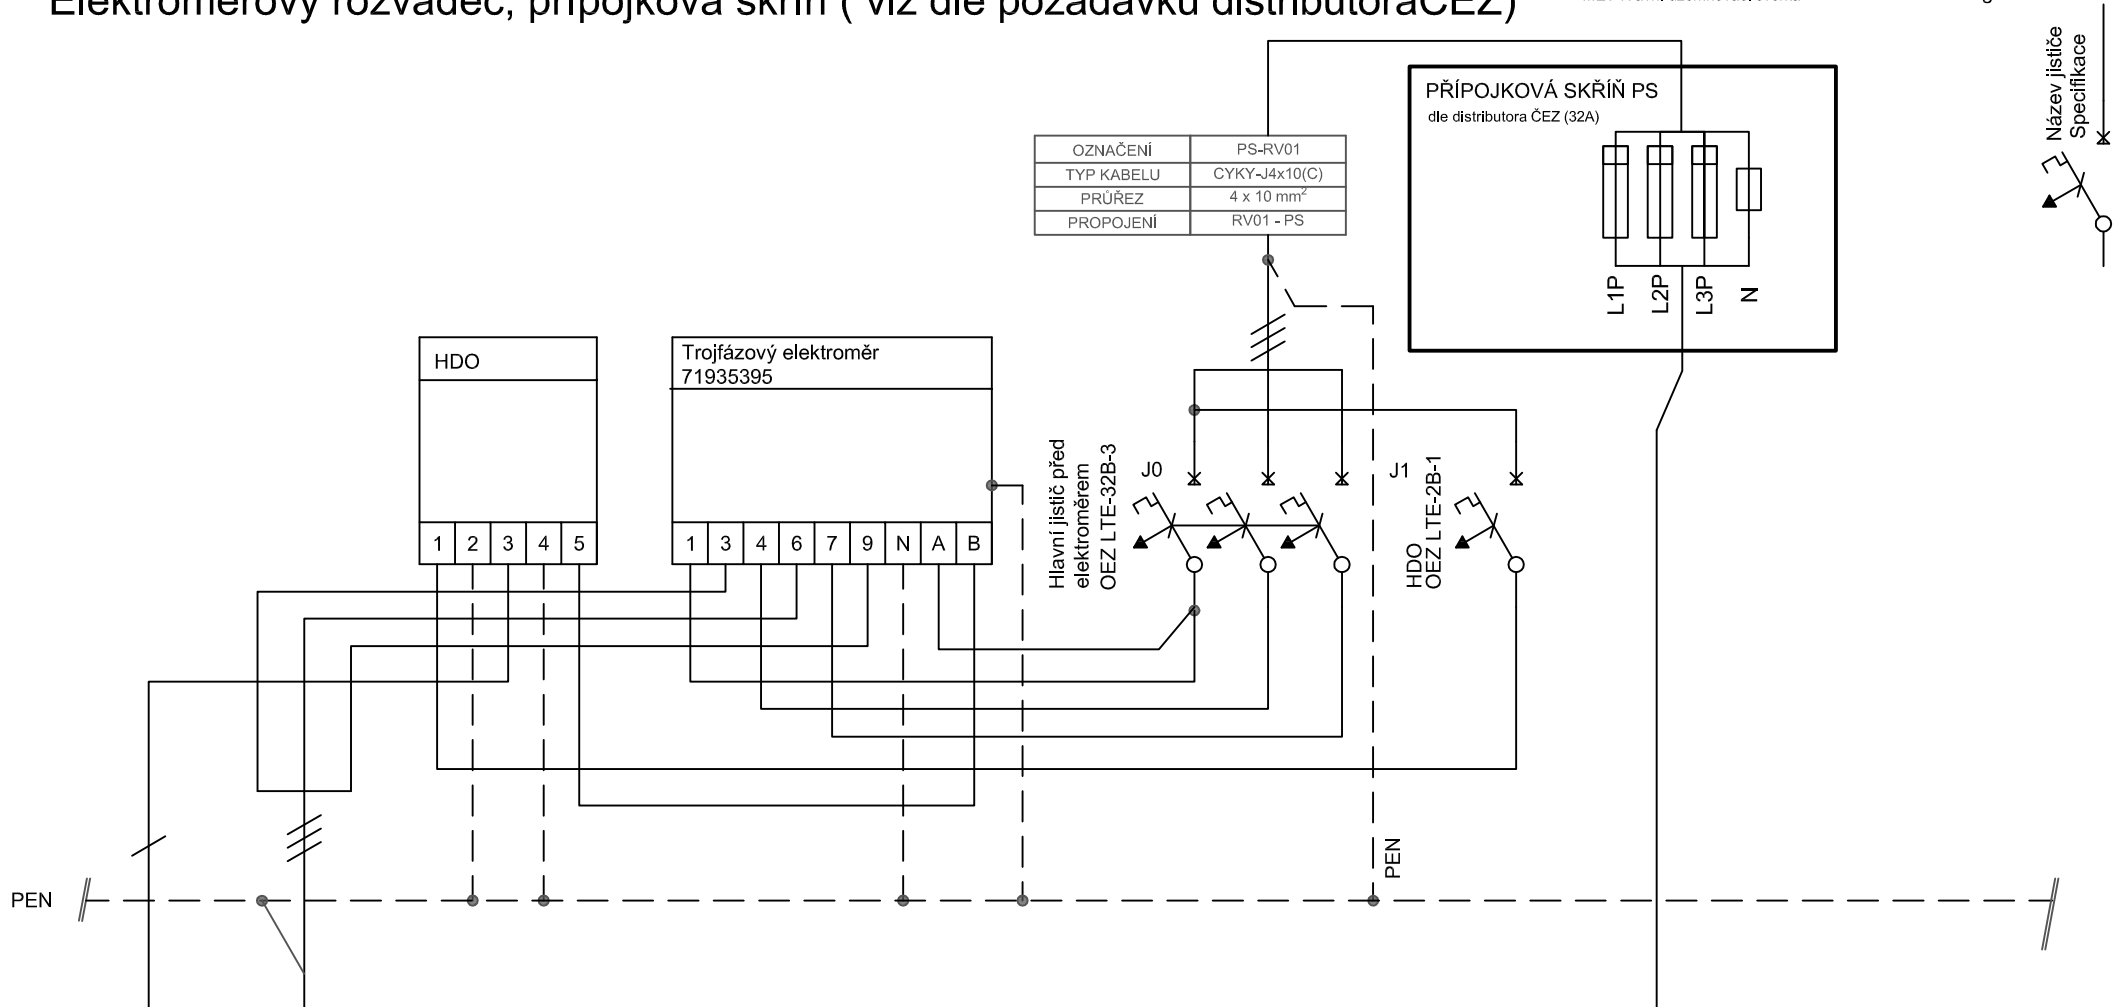 Elektroměrový rozvaděč, přípojková skříň ( viz dle požadavků distributoraČEZ)
Název jističe
Specifikace
PŘÍPOJKOVÁ SKŘÍŇ PS
dle distributora ČEZ (32A)
L1P
L2P
L3P
N
OZNAČENÍ PS-RV01
TYP KABELU CYKY-J4x10(C)
PRŮŘEZ 4 x 10 mm²
PROPOJENÍ RV01 - PS
HDO
1 2 3 4 5
Trojfázový elektroměr
71935395
1 3 4 6 7 9 N A B
Hlavní jistič před
elektroměrem
OEZ LTE-32B-3
J0
J1
HDO
OEZ LTE-2B-1
PEN
PEN